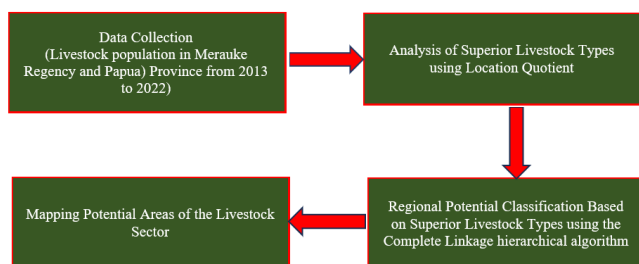 Data Collection
(Livestock population in Merauke
Regency and Papua) Province from 2013
to 2022)
Analysis of Superior Livestock Types
using Location Quotient
Regional Potential Classification Based
on Superior Livestock Types using the
Complete Linkage hierarchical algorithm
Mapping Potential Areas of the Livestock
Sector